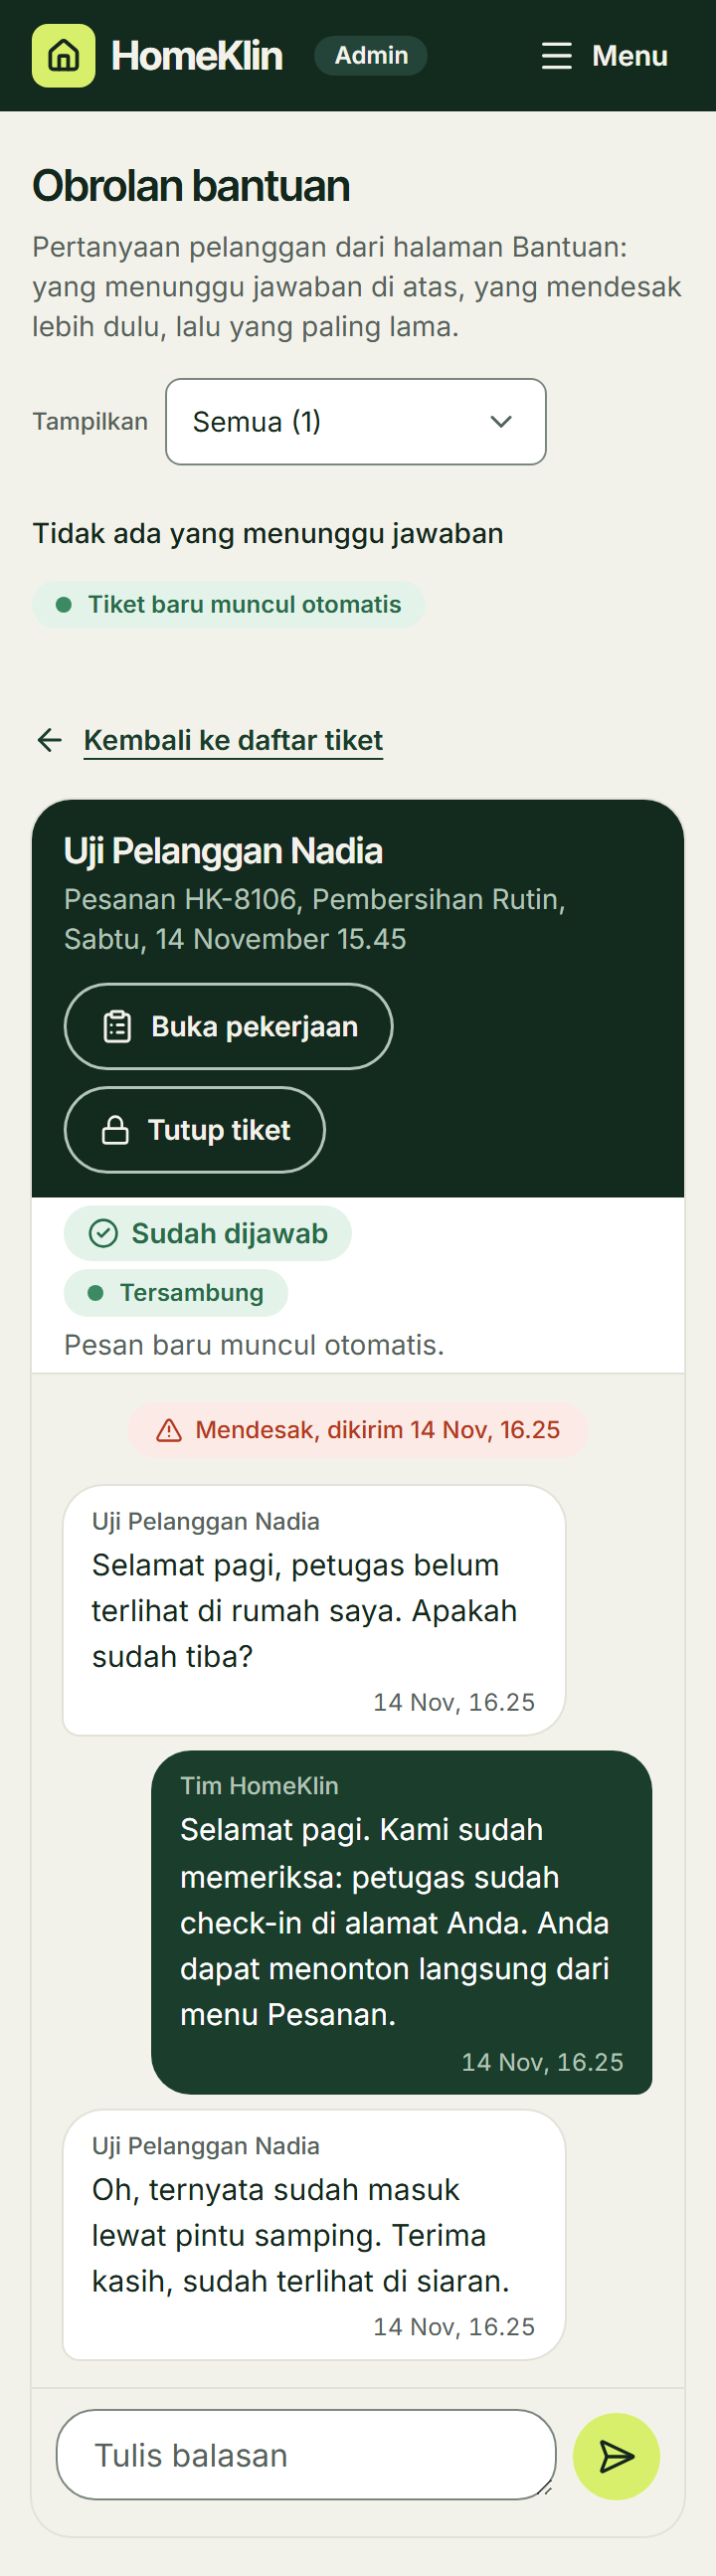 HomeKlin
Admin
Menu
Obrolan bantuan
Pertanyaan pelanggan dari halaman Bantuan:
yang menunggu jawaban di atas, yang mendesak
lebih dulu, lalu yang paling lama.
Tampilkan
Semua (1)
Tidak ada yang menunggu jawaban
Tiket baru muncul otomatis
Kembali ke daftar tiket
Uji Pelanggan Nadia
Pesanan HK-8106, Pembersihan Rutin,
Sabtu, 14 November 15.45
Buka pekerjaan
Tutup tiket
Sudah dijawab
Tersambung
Pesan baru muncul otomatis.
Mendesak, dikirim 14 Nov, 16.25
Uji Pelanggan Nadia
Selamat pagi, petugas belum
terlihat di rumah saya. Apakah
sudah tiba?
14 Nov, 16.25
Tim HomeKlin
Selamat pagi. Kami sudah
memeriksa: petugas sudah
check-in di alamat Anda. Anda
dapat menonton langsung dari
menu Pesanan.
14 Nov, 16.25
Uji Pelanggan Nadia
Oh, ternyata sudah masuk
lewat pintu samping. Terima
kasih, sudah terlihat di siaran.
14 Nov, 16.25
Tulis balasan